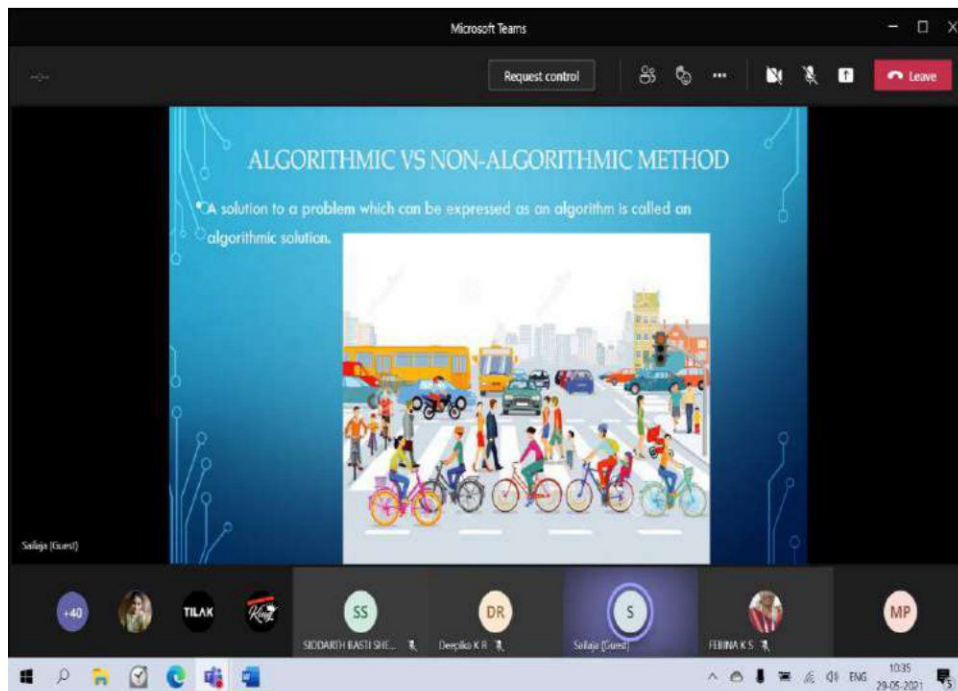 Microsoft Teams
Request control
Leave
ALGORITHMIC VS NON-ALGORITHMIC METHOD
A solution to a problem which can be expressed as an algorithm is called an
algorithmic solution.
Sailaja (Guest)
+40
TILAK
King
SS
DR
S
MP
SIDDARTH BASTI SHE...
Deepika K R
Sailaja (Guest)
FEBINA K S
ENG
10:35
29-05-2021
5